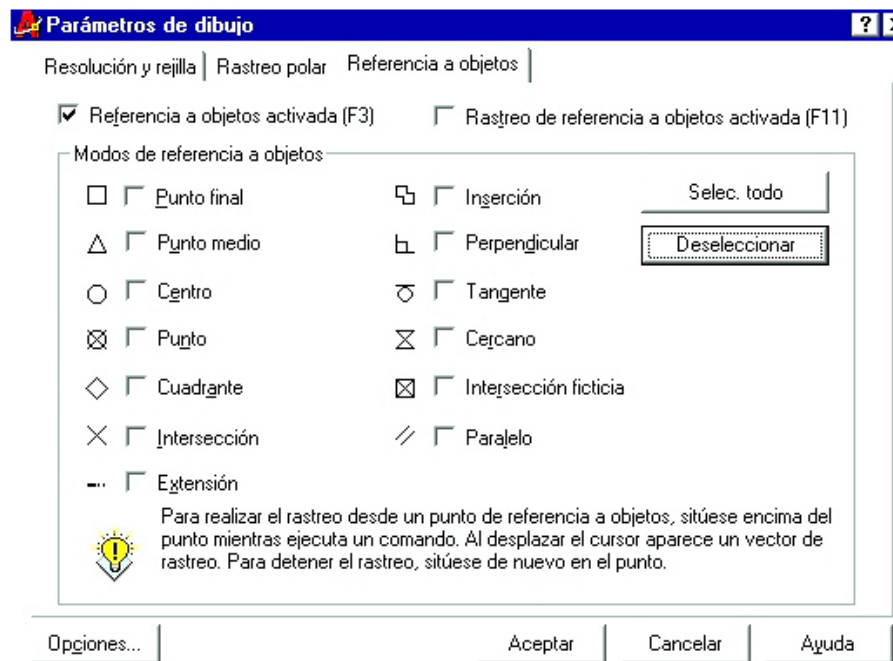 Parámetros de dibujo
Resolución y rejilla Rastreo polar Referencia a objetos
Referencia a objetos activada (F3) Rastreo de referencia a objetos activada (F11)
Modos de referencia a objetos
Punto final Inserción Selec. todo
Punto medio Perpendicular Deseleccionar
Centro Tangente
Punto Cercano
Cuadrante Intersección ficticia
Intersección Paralelo
Extensión
Para realizar el rastreo desde un punto de referencia a objetos, sitúese encima del
punto mientras ejecuta un comando. Al desplazar el cursor aparece un vector de
rastreo. Para detener el rastreo, sitúese de nuevo en el punto.
Opciones... Aceptar Cancelar Ayuda